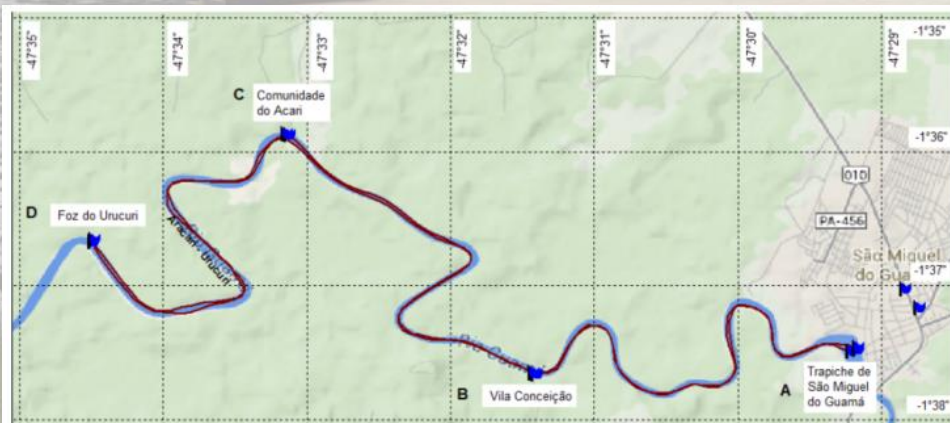 -47°35"
-47°34"
-47°33"
-47°32"
-47°31"
-47°30"
-47°29"
-1°35"
C
Comunidade
do Acari
-1°36"
010
PA-456
D
Foz do Urucuri
Aracari - Urucuri
São Miguel
do Gua
-1°37"
B
Vila Conceição
A
Trapiche de
São Miguel
do Guamá
-1°38"